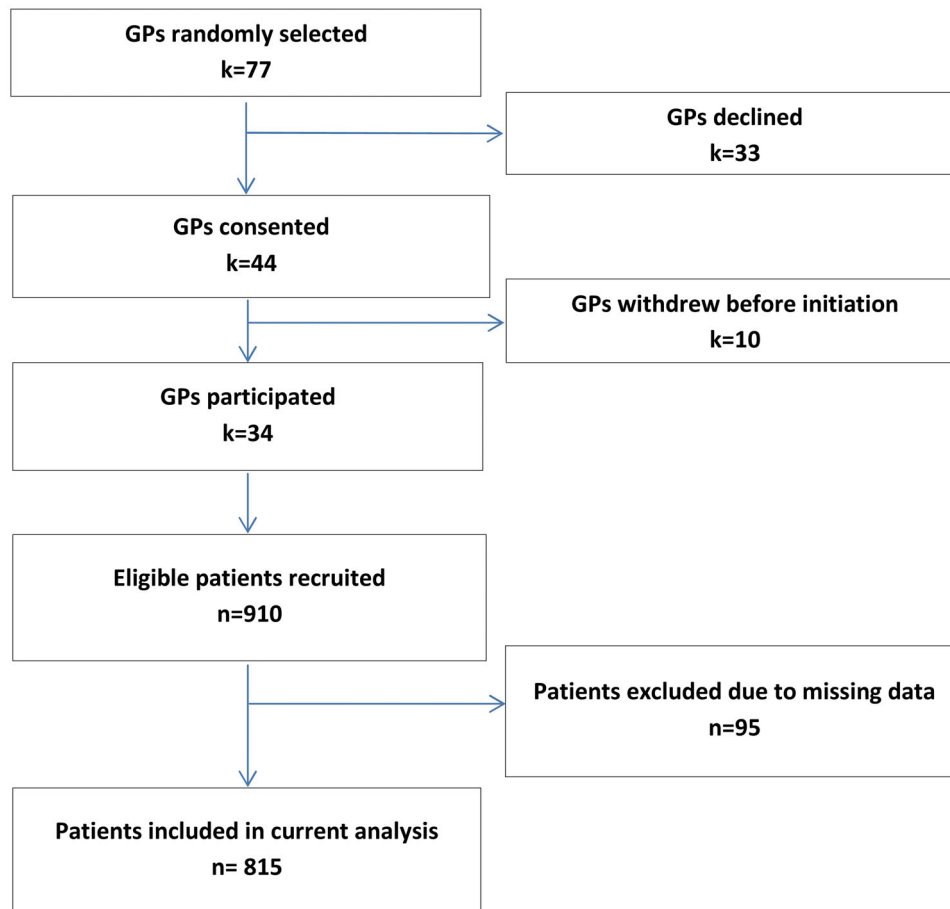 GPs randomly selected
k=77
GPs declined
k=33
GPs consented
k=44
GPs withdrew before initiation
k=10
GPs participated
k=34
Eligible patients recruited
n=910
Patients excluded due to missing data
n=95
Patients included in current analysis
n= 815